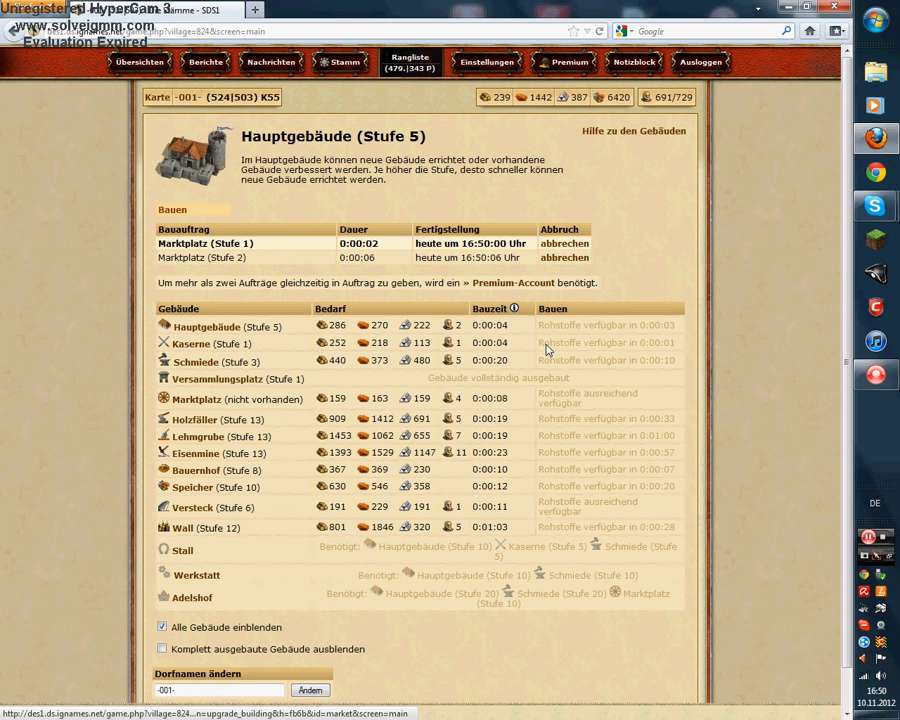 Unregistered HyperCam 3
SDS1
www.solveigmm.com
Evaluation Expired
des1.ds.ignames.net/game.php?village=824&screen=main
Google
Übersichten
Berichte
Nachrichten
Stamm
Rangliste
(479.|343 P)
Einstellungen
Premium
Notizblock
Ausloggen
Karte -001- (524|503) K55
239 1442 387 6420 691/729
Hauptgebäude (Stufe 5)
Hilfe zu den Gebäuden
Im Hauptgebäude können neue Gebäude errichtet oder vorhandene
Gebäude verbessert werden. Je höher die Stufe, desto schneller können
neue Gebäude errichtet werden.
Bauen
Bauauftrag Dauer Fertigstellung Abbruch
Marktplatz (Stufe 1) 0:00:02 heute um 16:50:00 Uhr abbrechen
Marktplatz (Stufe 2) 0:00:06 heute um 16:50:06 Uhr abbrechen
Um mehr als zwei Aufträge gleichzeitig in Auftrag zu geben, wird ein » Premium-Account benötigt.
Gebäude Bedarf Bauzeit Bauen
Hauptgebäude (Stufe 5) 286 270 222 2 0:00:04 Rohstoffe verfügbar in 0:00:03
Kaserne (Stufe 1) 252 218 113 1 0:00:04 Rohstoffe verfügbar in 0:00:01
Schmiede (Stufe 3) 440 373 480 5 0:00:20 Rohstoffe verfügbar in 0:00:10
Versammlungsplatz (Stufe 1) Gebäude vollständig ausgebaut
Marktplatz (nicht vorhanden) 159 163 159 4 0:00:08 Rohstoffe ausreichend
verfügbar
Holzfäller (Stufe 13) 909 1412 691 5 0:00:19 Rohstoffe verfügbar in 0:00:33
Lehmgrube (Stufe 13) 1453 1062 655 7 0:00:19 Rohstoffe verfügbar in 0:01:00
Eisenmine (Stufe 13) 1393 1529 1147 11 0:00:23 Rohstoffe verfügbar in 0:00:57
Bauernhof (Stufe 8) 367 369 230 0:00:10 Rohstoffe verfügbar in 0:00:07
Speicher (Stufe 10) 630 546 358 0:00:12 Rohstoffe verfügbar in 0:00:20
Versteck (Stufe 6) 191 229 191 1 0:00:11 Rohstoffe ausreichend
verfügbar
Wall (Stufe 12) 801 1846 320 5 0:01:03 Rohstoffe verfügbar in 0:00:28
Stall Benötigt: Hauptgebäude (Stufe 10) Kaserne (Stufe 5) Schmiede (Stufe
5)
Werkstatt Benötigt: Hauptgebäude (Stufe 10) Schmiede (Stufe 10)
Adelshof Benötigt: Hauptgebäude (Stufe 20) Schmiede (Stufe 20) Marktplatz
(Stufe 10)
Alle Gebäude einblenden
Komplett ausgebaute Gebäude ausblenden
Dorfnamen ändern
-001- Ändern
http://des1.ds.ignames.net/game.php?village=824...n=upgrade_building&h=fb6b&id=market&screen=main
DE
16:50
10.11.2012